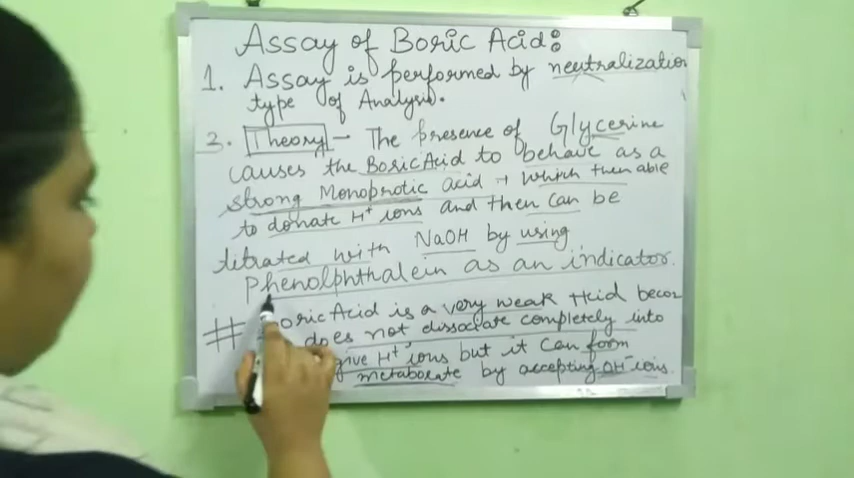 Assay of Boric Acid:
1. Assay is performed by neutralization
type of Analysis.
2. Theory - The presence of Glycerine
causes the Boric Acid to behave as a
strong Monoprotic acid which then able
to donate H+ ions and then can be
titrated with NaOH by using
Phenolphthalein as an indicator.
# Boric Acid is a very weak Acid
does not dissociate completely into
give H+ ions but it can form
metaborate by accepting OH- ions.